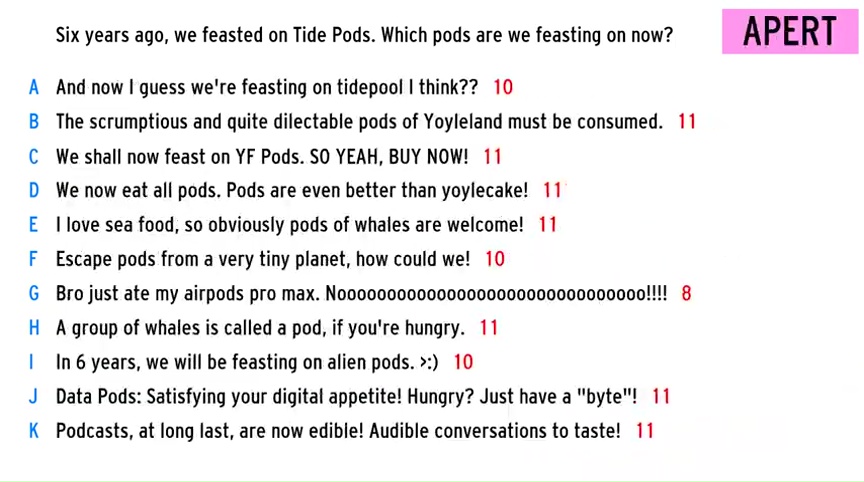 Six years ago, we feasted on Tide Pods. Which pods are we feasting on now?
APERT
A And now I guess we're feasting on tidepool I think?? 10
B The scrumptious and quite dilectable pods of Yoyleland must be consumed. 11
C We shall now feast on YF Pods. SO YEAH, BUY NOW! 11
D We now eat all pods. Pods are even better than yoylecake! 11
E I love sea food, so obviously pods of whales are welcome! 11
F Escape pods from a very tiny planet, how could we! 10
G Bro just ate my airpods pro max. Nooooooooooooooooooooooooooooooo!!!! 8
H A group of whales is called a pod, if you're hungry. 11
I In 6 years, we will be feasting on alien pods. >:) 10
J Data Pods: Satisfying your digital appetite! Hungry? Just have a "byte"! 11
K Podcasts, at long last, are now edible! Audible conversations to taste! 11